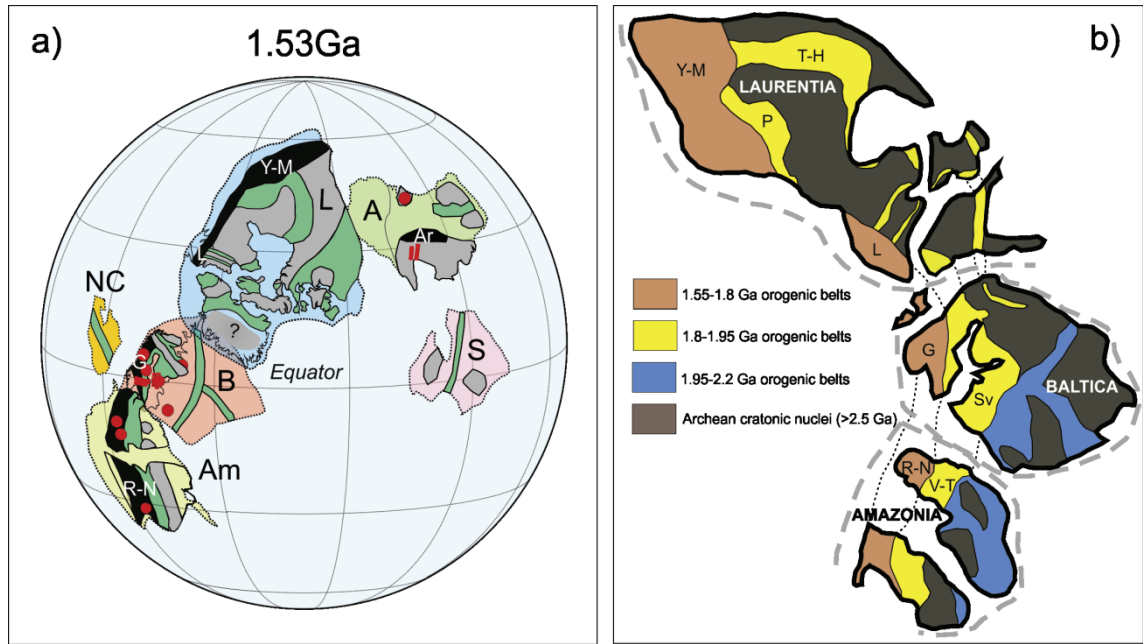 a)
1.53Ga
Y-M
L
A
Ar
L
NC
?
S
G
B
Equator
Am
R-N
b)
Y-M
T-H
LAURENTIA
P
L
1.55-1.8 Ga orogenic belts
1.8-1.95 Ga orogenic belts
1.95-2.2 Ga orogenic belts
Archean cratonic nuclei (>2.5 Ga)
G
BALTICA
Sv
R-N
V-T
AMAZONIA